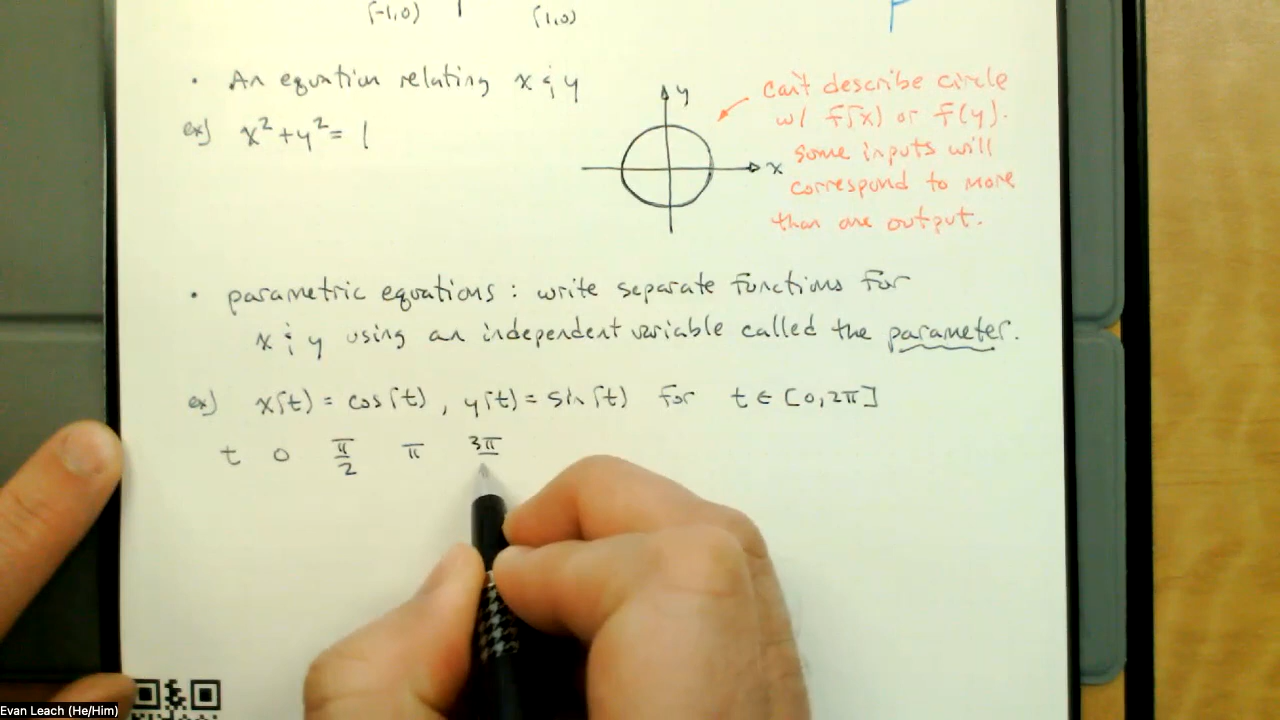 (-1,0) (1,0)
• An equation relating x & y
ex) x² + y² = 1
y
x
can't describe circle
w/ f(x) or f(y).
some inputs will
correspond to more
than one output.
• parametric equations: write separate functions for
x & y using an independent variable called the parameter.
ex) x(t) = cos(t), y(t) = sin(t) for t ∈ [0, 2π]
t 0 π/2 π 3π
Evan Leach (He/Him)